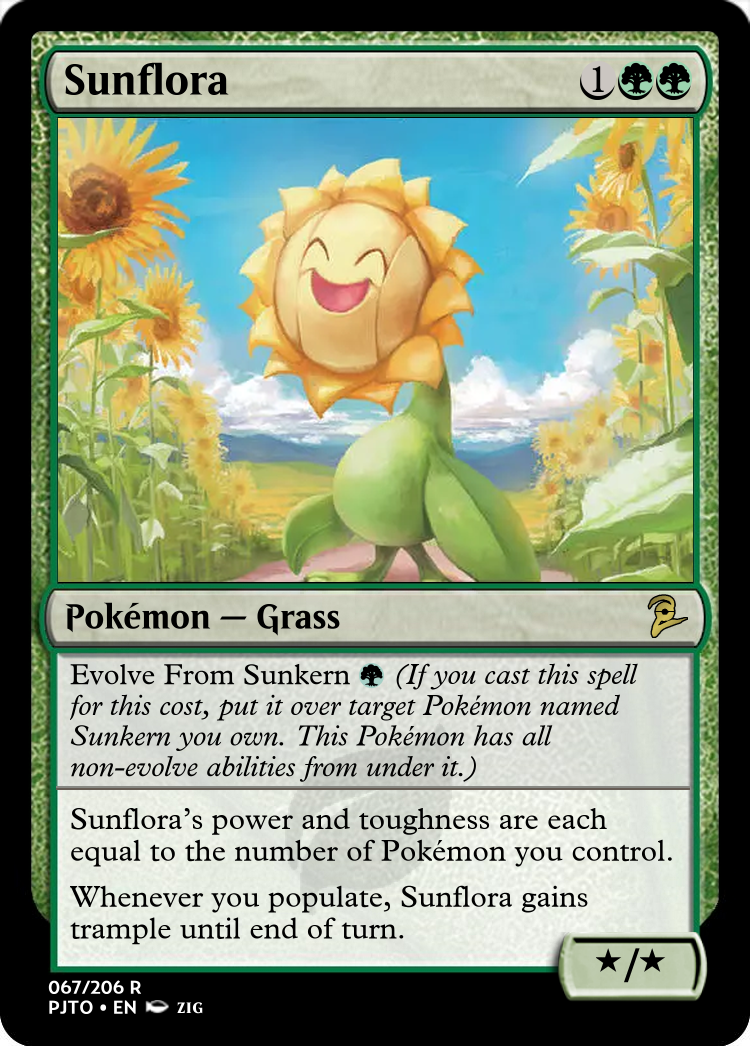 Sunflora 1
Pokémon — Grass
Evolve From Sunkern (If you cast this spell
for this cost, put it over target Pokémon named
Sunkern you own. This Pokémon has all
non-evolve abilities from under it.)
Sunflora's power and toughness are each
equal to the number of Pokémon you control.
Whenever you populate, Sunflora gains
trample until end of turn.
★/★
067/206 R
PJTO • EN ZIG